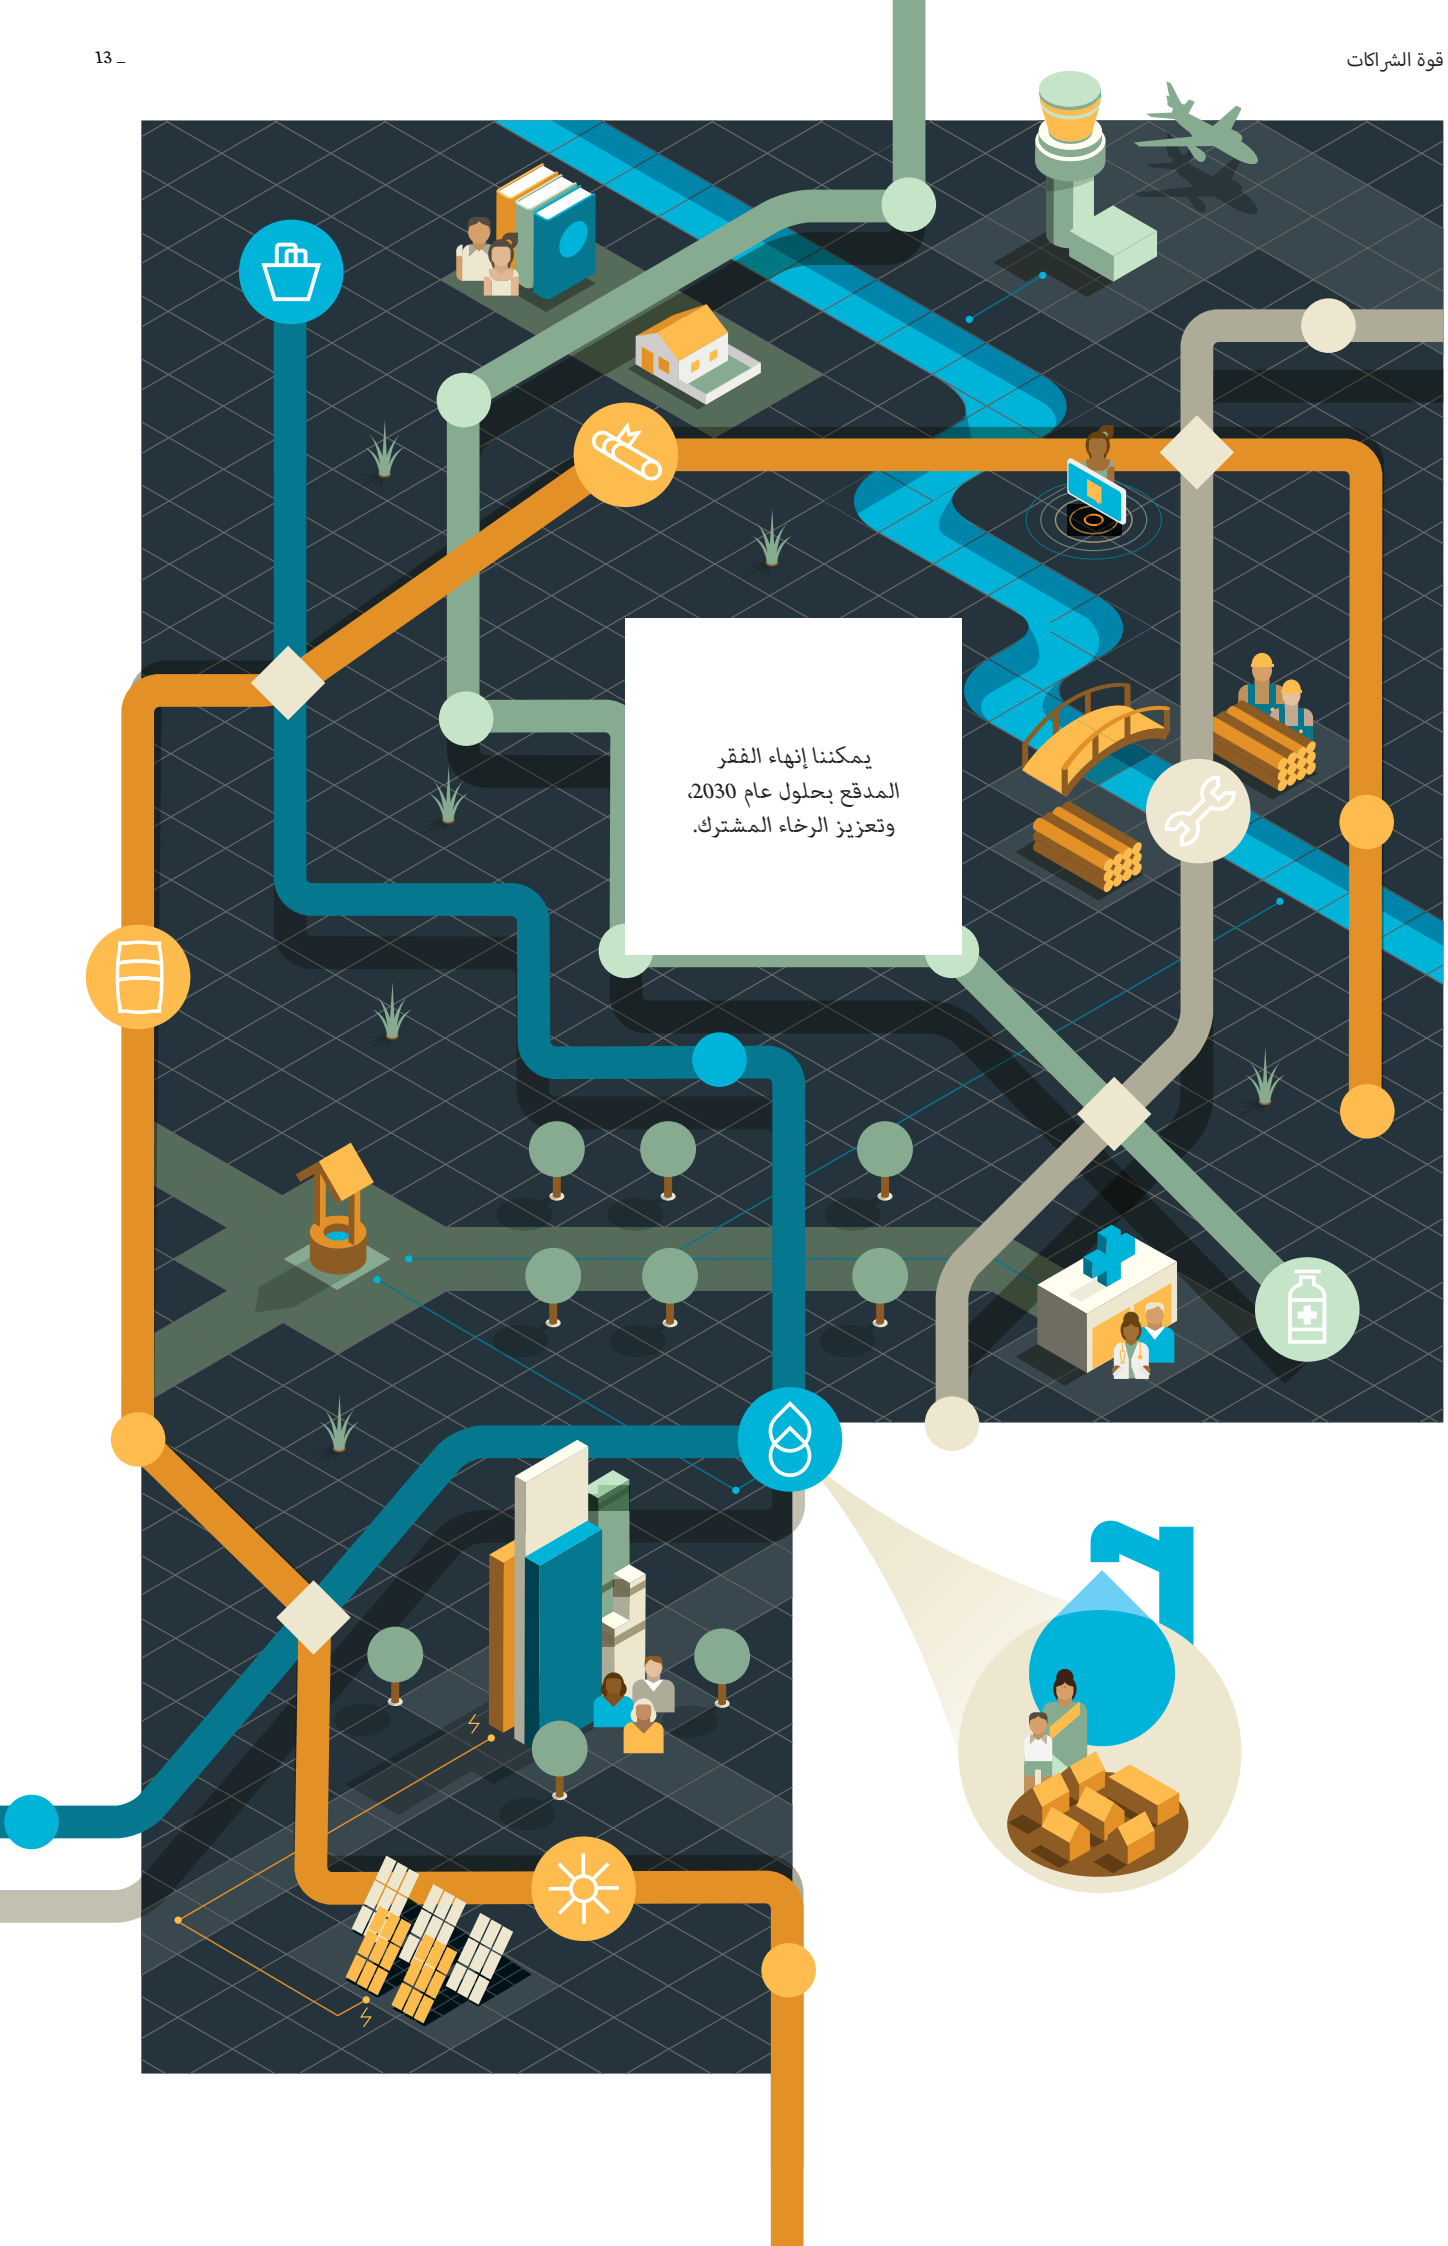 قوة الشراكات
13 _
يمكننا إنهاء الفقر
المدقع بحلول عام 2030،
وتعزيز الرخاء المشترك.